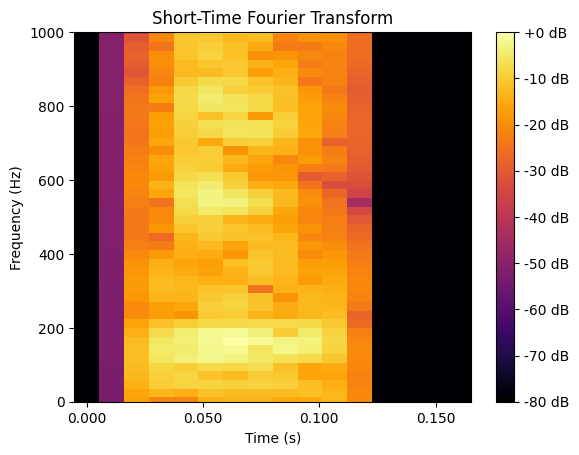 Short-Time Fourier Transform
1000
800
600
400
200
0
Frequency (Hz)
0.000
0.050
0.100
0.150
Time (s)
+0 dB
-10 dB
-20 dB
-30 dB
-40 dB
-50 dB
-60 dB
-70 dB
-80 dB